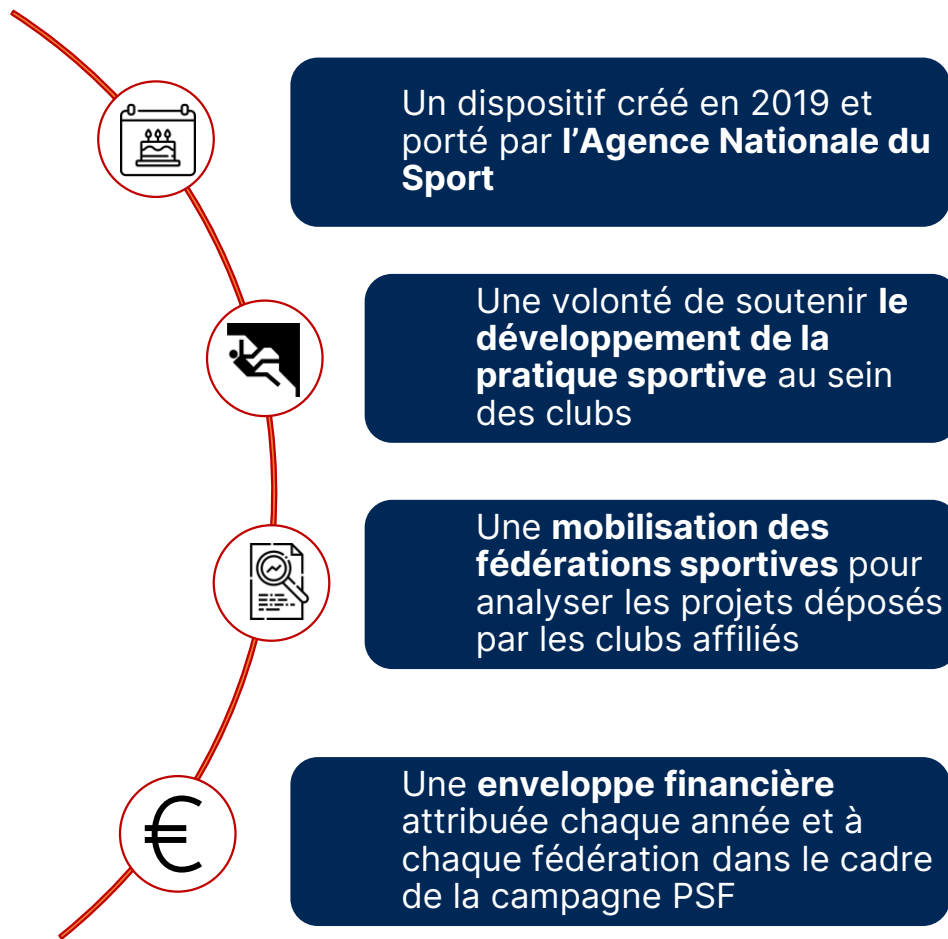 Un dispositif créé en 2019 et
porté par l’Agence Nationale du
Sport
Une volonté de soutenir le
développement de la
pratique sportive au sein
des clubs
Une mobilisation des
fédérations sportives pour
analyser les projets déposés
par les clubs affiliés
€
Une enveloppe financière
attribuée chaque année et à
chaque fédération dans le cadre
de la campagne PSF